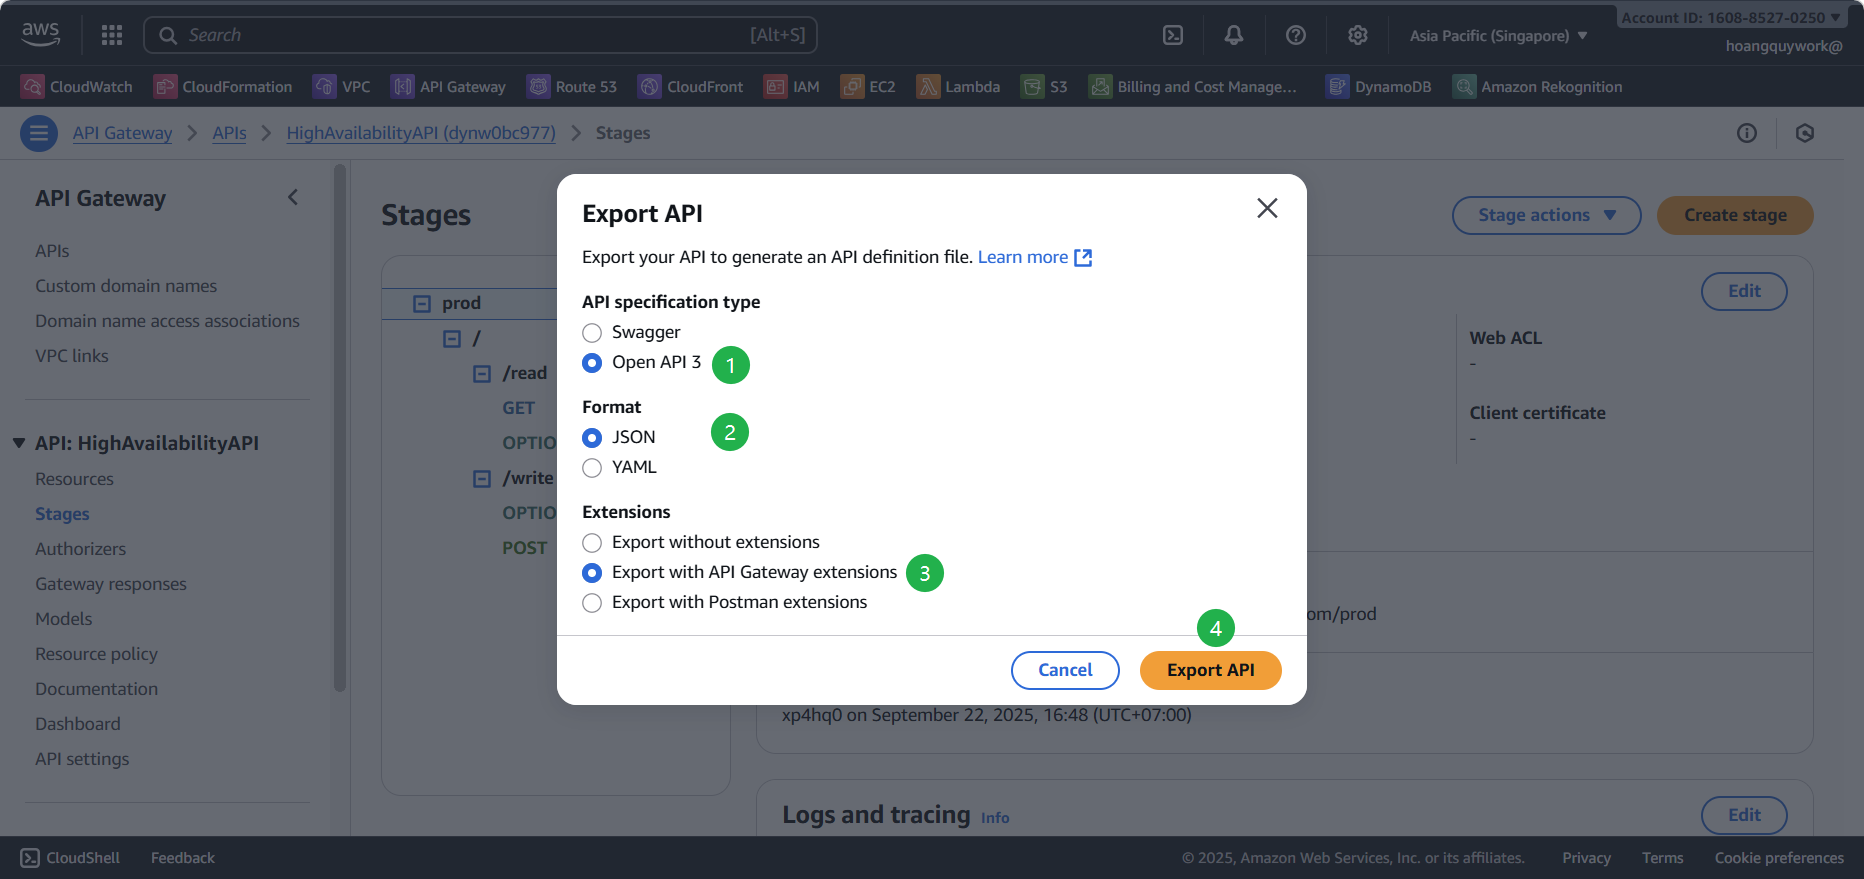 aws
Search [Alt+S]
Asia Pacific (Singapore)
Account ID: 1608-8527-0250
hoangquywork@
CloudWatch CloudFormation VPC API Gateway Route 53 CloudFront IAM EC2 Lambda S3 Billing and Cost Manage... DynamoDB Amazon Rekognition
API Gateway > APIs > HighAvailabilityAPI (dynw0bc977) > Stages
API Gateway
APIs
Custom domain names
Domain name access associations
VPC links
API: HighAvailabilityAPI
Resources
Stages
Authorizers
Gateway responses
Models
Resource policy
Documentation
Dashboard
API settings
Stages
Stage actions
Create stage
prod
/
/read
GET
OPTIO
/write
OPTIO
POST
Edit
Web ACL
-
Client certificate
-
om/prod
xp4hq0 on September 22, 2025, 16:48 (UTC+07:00)
Logs and tracing Info
Edit
Export API
Export your API to generate an API definition file. Learn more
API specification type
Swagger
Open API 3
1
Format
2
JSON
YAML
Extensions
Export without extensions
Export with API Gateway extensions
3
Export with Postman extensions
4
Cancel
Export API
CloudShell Feedback
© 2025, Amazon Web Services, Inc. or its affiliates. Privacy Terms Cookie preferences